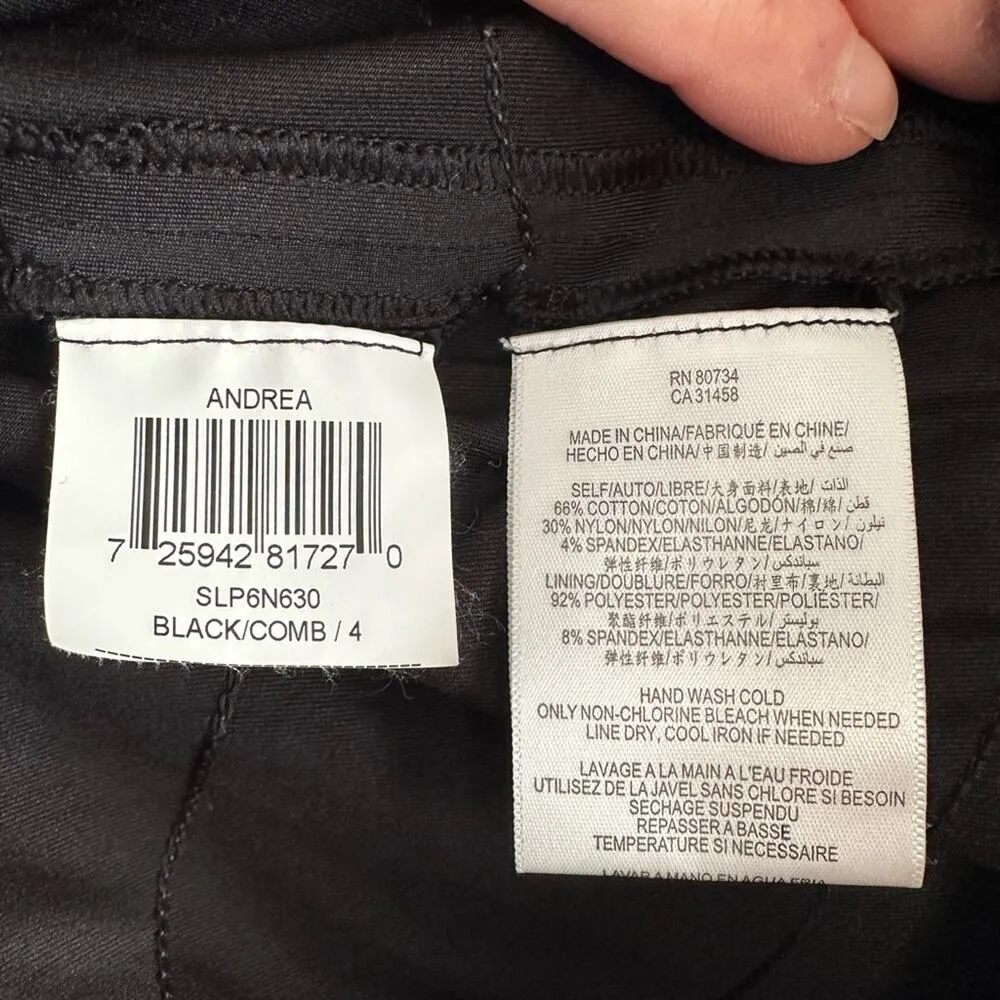 ANDREA
7 25942 81727 0
SLP6N630
BLACK/COMB / 4
RN 80734
CA 31458
MADE IN CHINA/FABRIQUÉ EN CHINE/
HECHO EN CHINA/中国制造/ صنع في الصين
SELF/AUTO/LIBRE/大身面料/表地/ الذات
66% COTTON/COTON/ALGODÓN/棉/綿/ قطن
30% NYLON/NYLON/NILON/尼龙/ナイロン/ نيلون
4% SPANDEX/ELASTHANNE/ELASTANO/
弹性纤维/ポリウレタン/ سباندكس
LINING/DOUBLURE/FORRO/衬里布/裏地/ البطانة
92% POLYESTER/POLYESTER/POLIÉSTER/
聚酯纤维/ポリエステル/ بوليستر
8% SPANDEX/ELASTHANNE/ELASTANO/
弹性纤维/ポリウレタン/ سباندكس
HAND WASH COLD
ONLY NON-CHLORINE BLEACH WHEN NEEDED
LINE DRY, COOL IRON IF NEEDED
LAVAGE A LA MAIN A L'EAU FROIDE
UTILISEZ DE LA JAVEL SANS CHLORE SI BESOIN
SECHAGE SUSPENDU
REPASSER A BASSE
TEMPERATURE SI NECESSAIRE
LAVAR A MANO EN AGUA FRIA